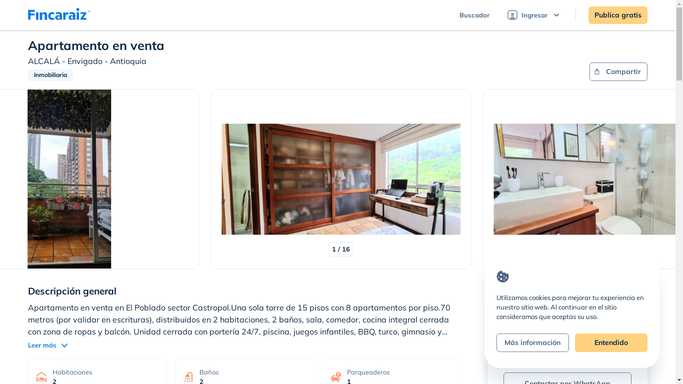 Fincaraiz
Buscador
Ingresar
Publica gratis
Apartamento en venta
ALCALÁ - Envigado - Antioquia
Inmobiliaria
Compartir
1 / 16
Descripción general
Apartamento en venta en El Poblado sector Castropol.Una sola torre de 15 pisos con 8 apartamentos por piso.70
metros (por validar en escrituras), distribuidos en 2 habitaciones, 2 baños, sala, comedor, cocina integral cerrada
con zona de ropas y balcón. Unidad cerrada con portería 24/7, piscina, juegos infantiles, BBQ, turco, gimnasio y...
Leer más
Habitaciones
2
Baños
2
Parqueaderos
1
Utilizamos cookies para mejorar tu experiencia en
nuestro sitio web. Al continuar en el sitio
consideramos que aceptas su uso.
Más información
Entendido
Contactar por WhatsApp